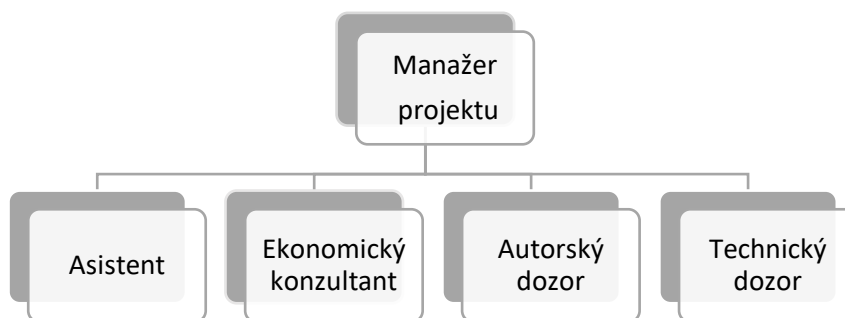 Manažer
projektu
Asistent
Ekonomický
konzultant
Autorský
dozor
Technický
dozor